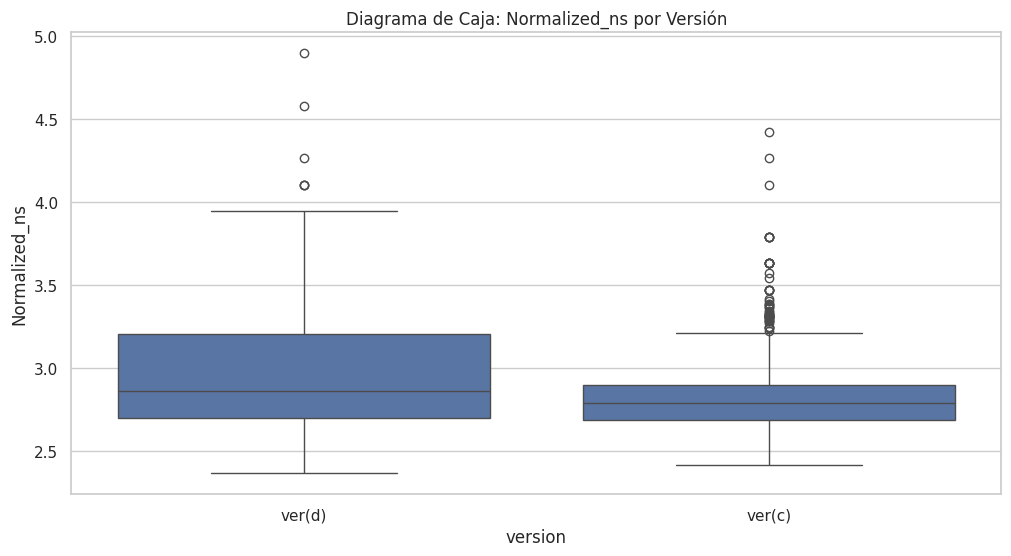 Diagrama de Caja: Normalized_ns por Versión
Normalized_ns
5.0
4.5
4.0
3.5
3.0
2.5
ver(d)
ver(c)
version